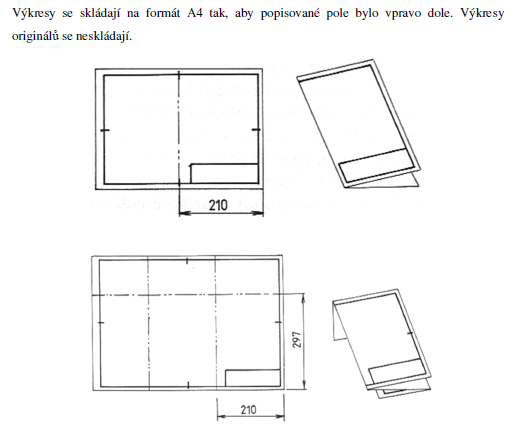 Výkresy se skládají na formát A4 tak, aby popisované pole bylo vpravo dole. Výkresy
originálů se neskládají.
210
297
210